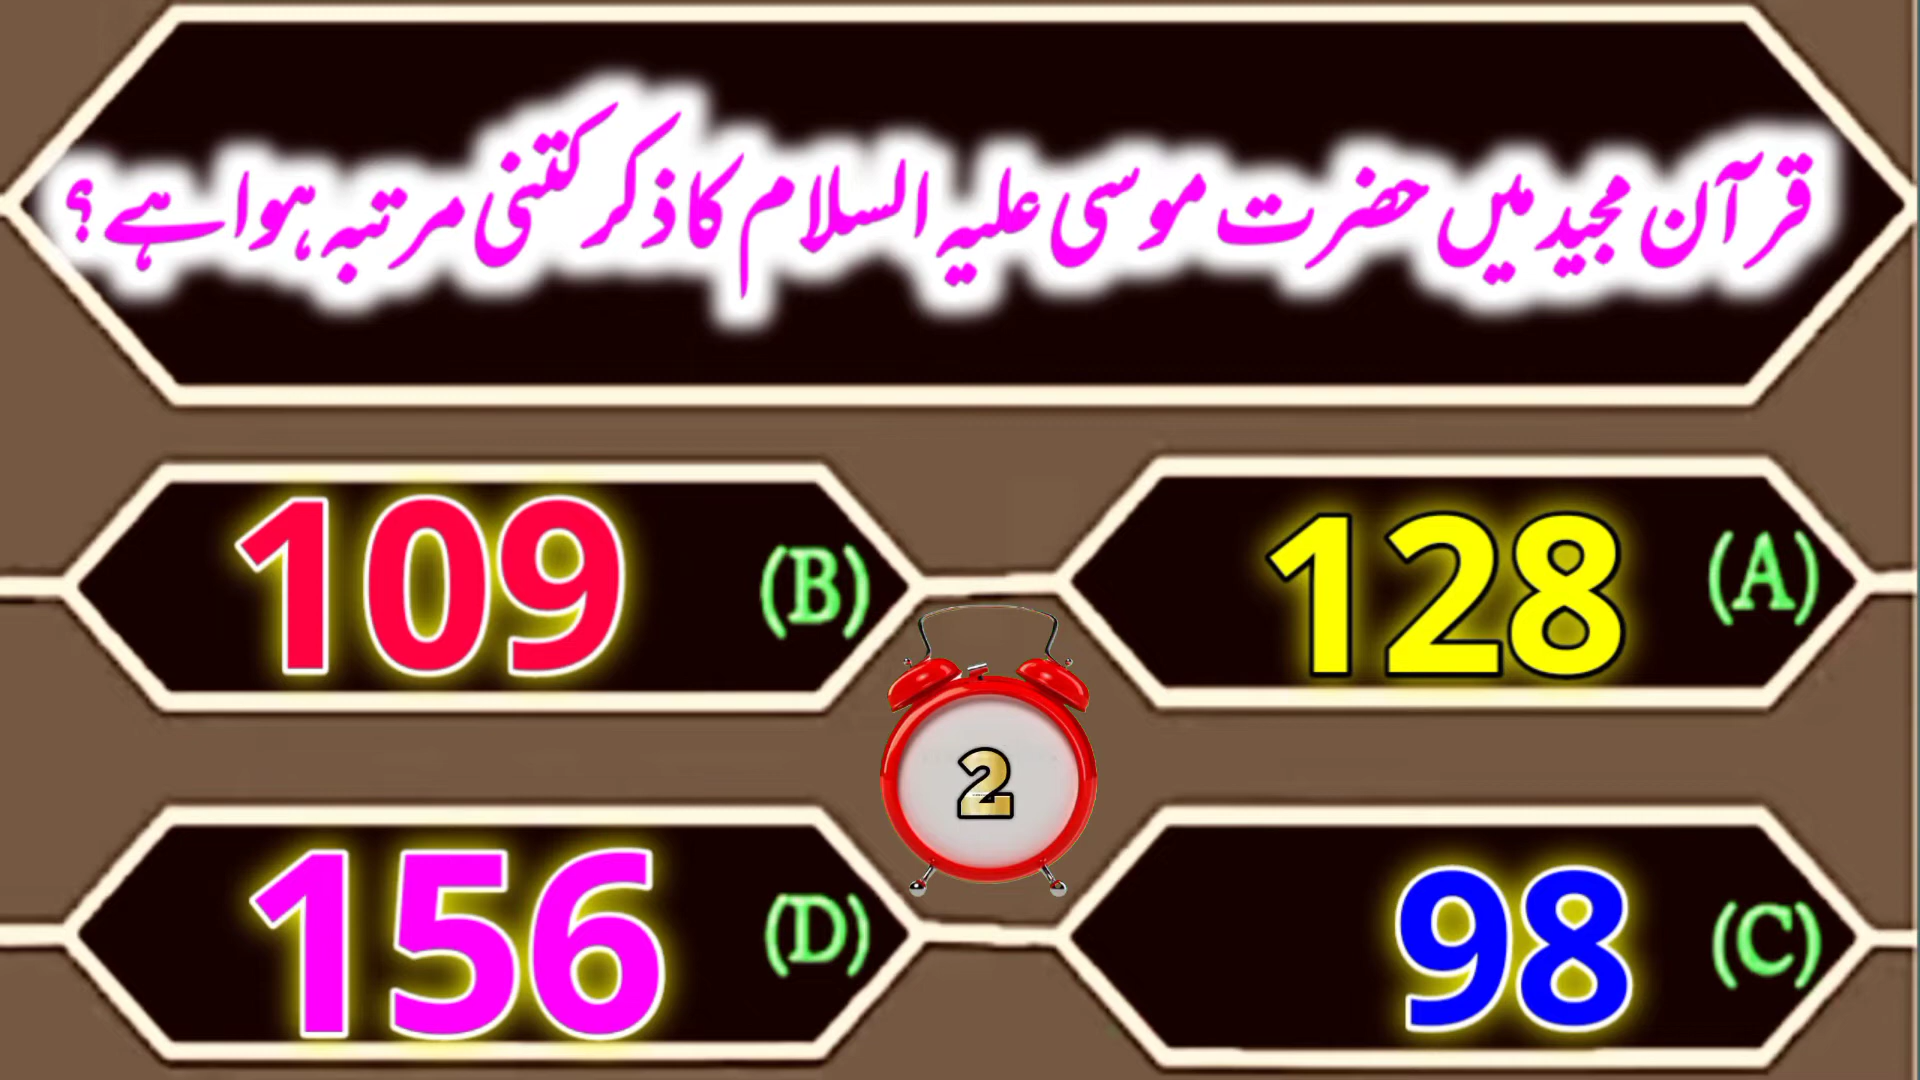 قرآن مجید میں حضرت موسی علیہ السلام کا ذکر کتنی مرتبہ ہوا ہے؟
(A) 128
(B) 109
2
(C) 98
(D) 156